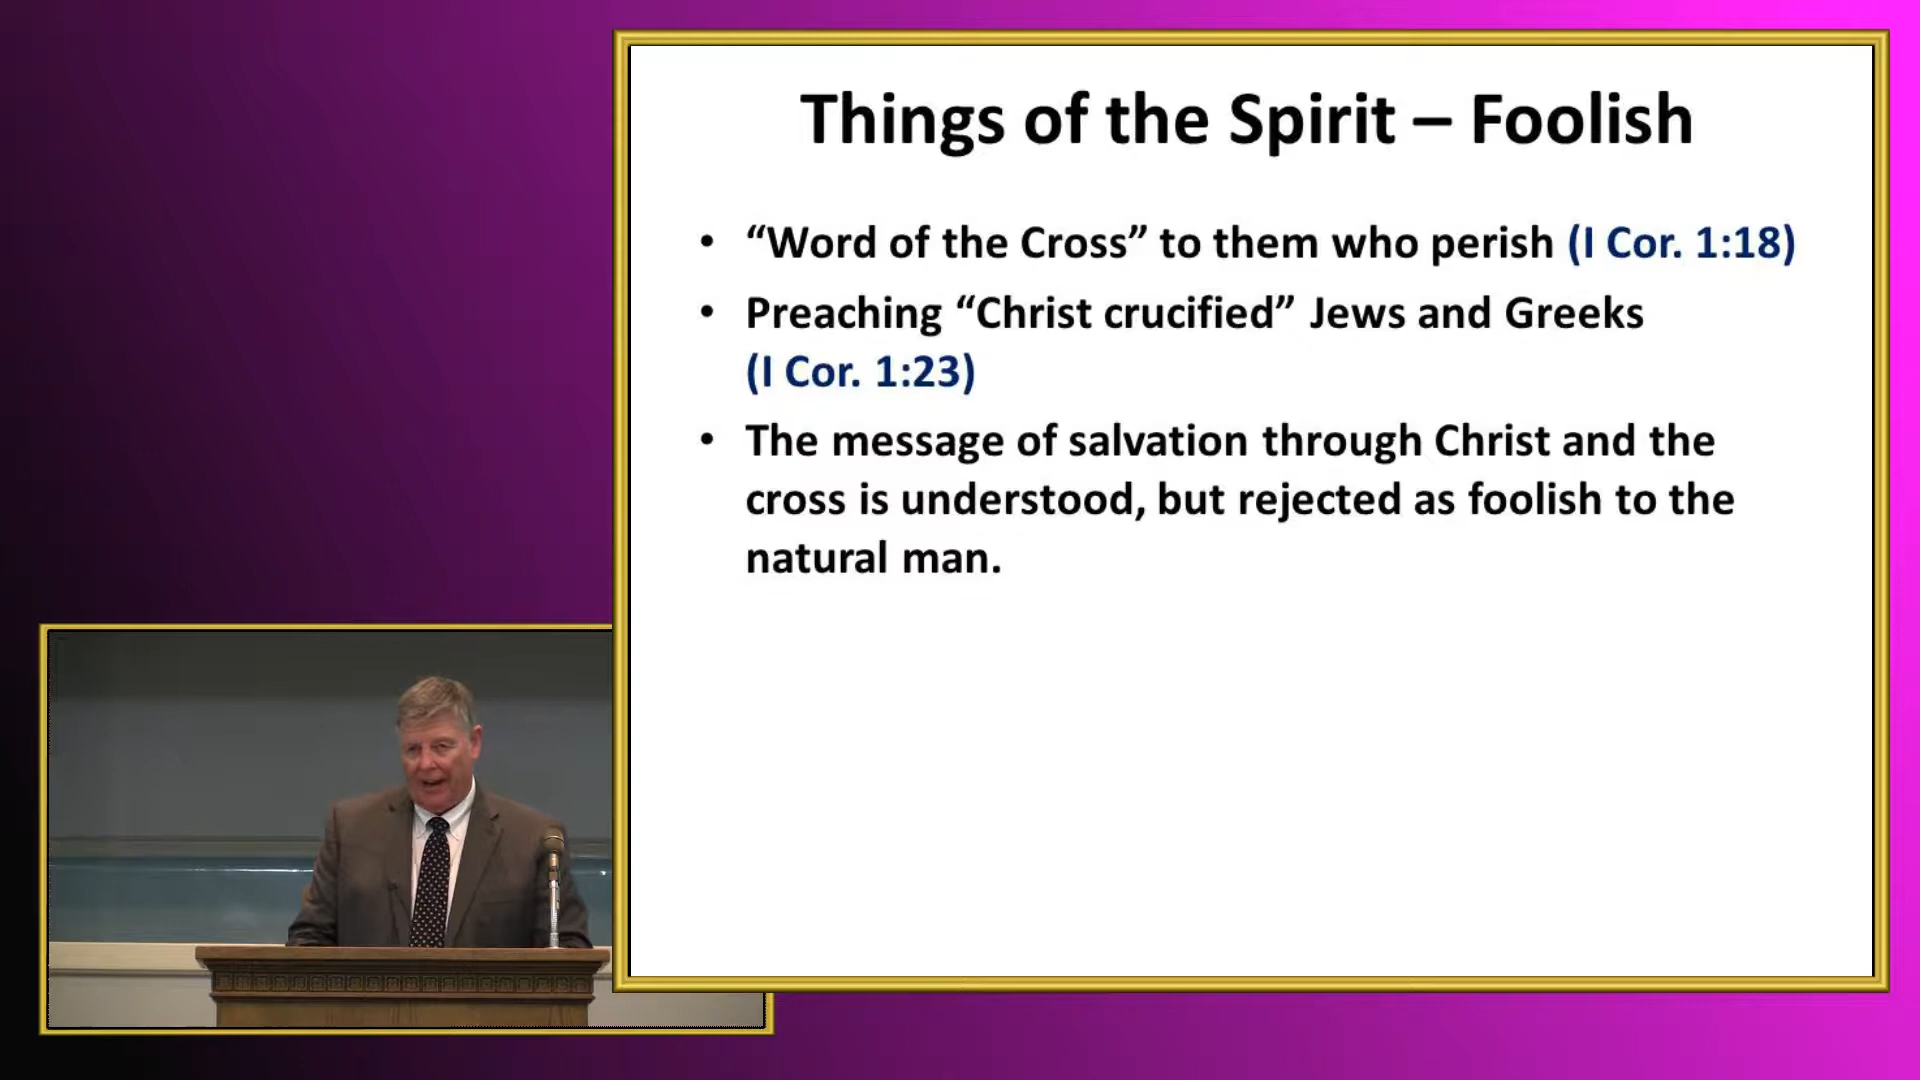 Things of the Spirit – Foolish
• “Word of the Cross” to them who perish (I Cor. 1:18)
• Preaching “Christ crucified” Jews and Greeks
(I Cor. 1:23)
• The message of salvation through Christ and the
cross is understood, but rejected as foolish to the
natural man.